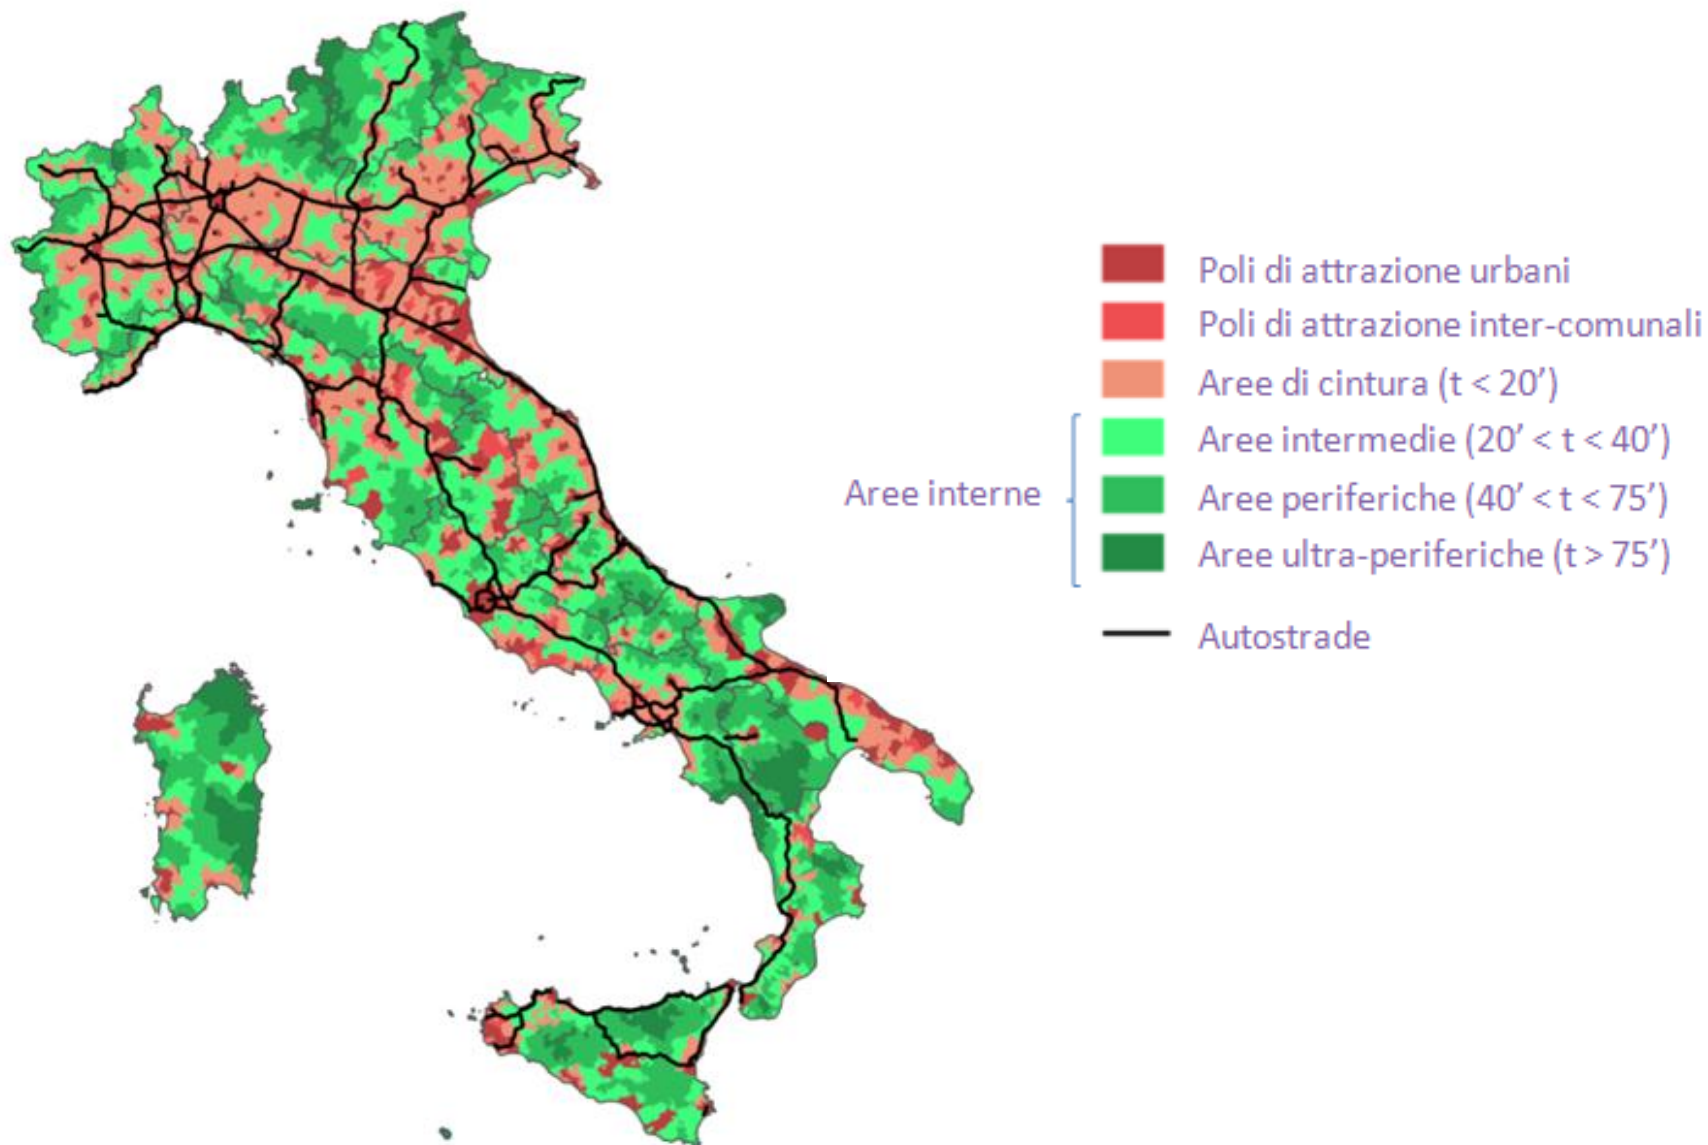 Poli di attrazione urbani
Poli di attrazione inter-comunali
Aree di cintura (t < 20’)
Aree interne
Aree intermedie (20’ < t < 40’)
Aree periferiche (40’ < t < 75’)
Aree ultra-periferiche (t > 75’)
Autostrade